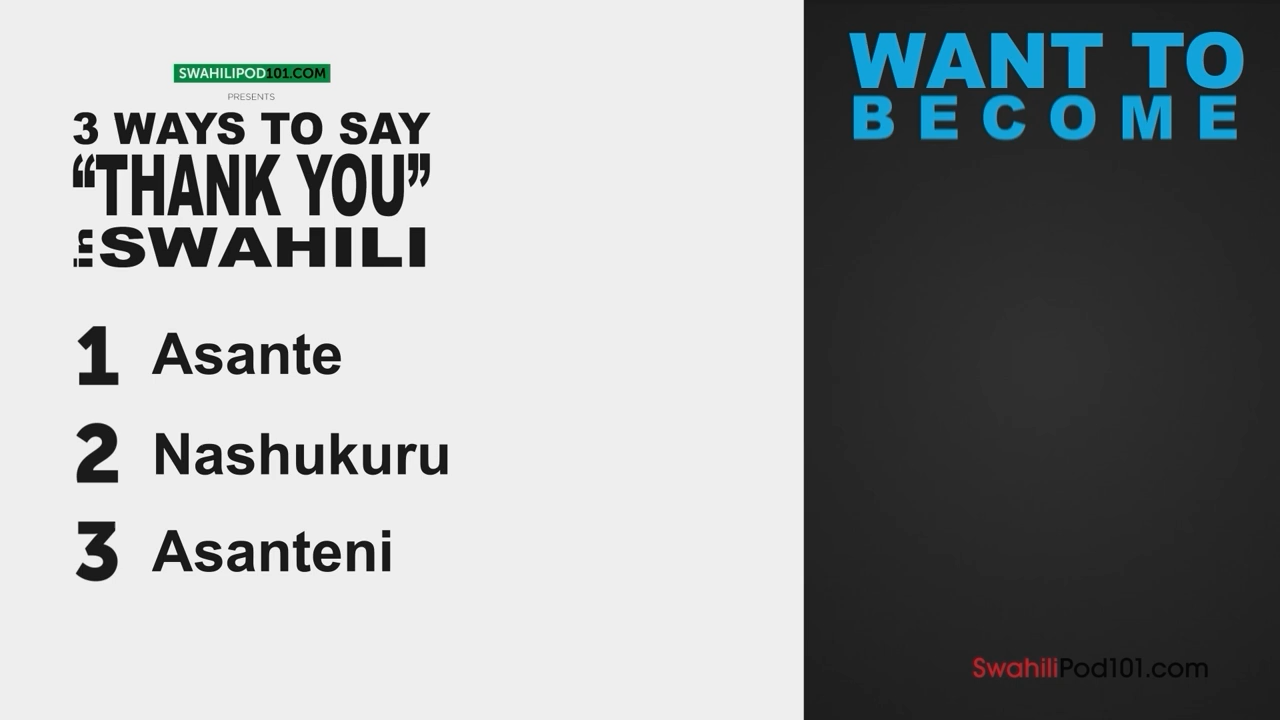 SWAHILIPOD101.COM
PRESENTS
3 WAYS TO SAY
“THANK YOU”
in SWAHILI
1 Asante
2 Nashukuru
3 Asanteni
WANT TO
BECOME
SwahiliPod101.com